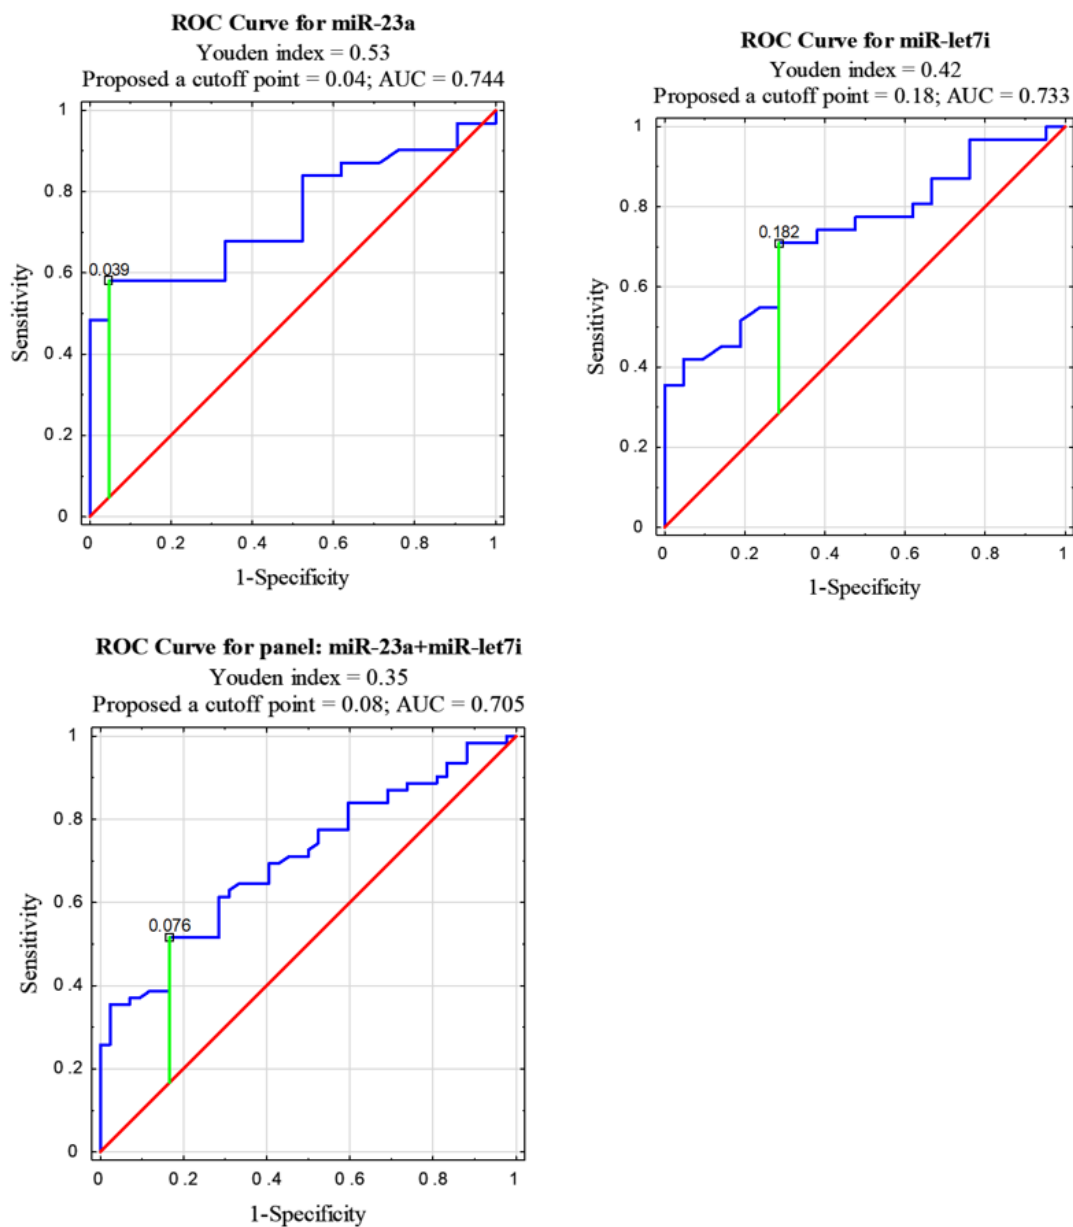 ROC Curve for miR-23a
Youden index = 0.53
Proposed a cutoff point = 0.04; AUC = 0.744
1
0.8
0.6
0.4
0.2
0
Sensitivity
0.039
0 0.2 0.4 0.6 0.8 1
1-Specificity
ROC Curve for miR-let7i
Youden index = 0.42
Proposed a cutoff point = 0.18; AUC = 0.733
1
0.8
0.6
0.4
0.2
0
Sensitivity
0.182
0 0.2 0.4 0.6 0.8 1
1-Specificity
ROC Curve for panel: miR-23a+miR-let7i
Youden index = 0.35
Proposed a cutoff point = 0.08; AUC = 0.705
1
0.8
0.6
0.4
0.2
0
Sensitivity
0.076
0 0.2 0.4 0.6 0.8 1
1-Specificity